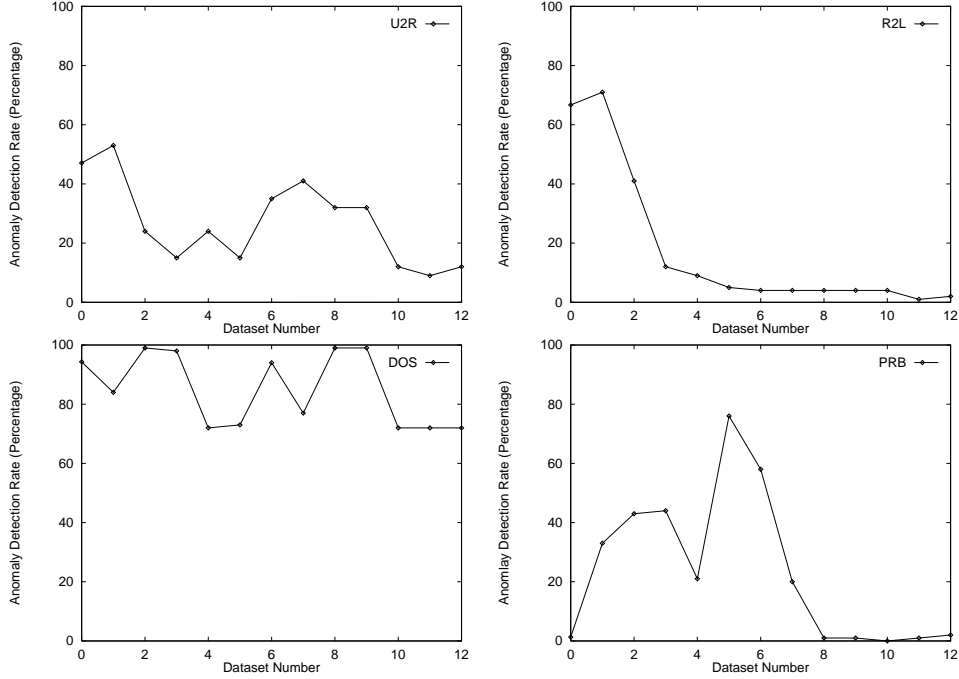 100
80
60
40
20
0
Anomaly Detection Rate (Percentage)
U2R
0 2 4 6 8 10 12
Dataset Number
100
80
60
40
20
0
Anomaly Detection Rate (Percentage)
R2L
0 2 4 6 8 10 12
Dataset Number
100
80
60
40
20
0
Anomaly Detection Rate (Percentage)
DOS
0 2 4 6 8 10 12
Dataset Number
100
80
60
40
20
0
Anomlay Detection Rate (Percentage)
PRB
0 2 4 6 8 10 12
Dataset Number